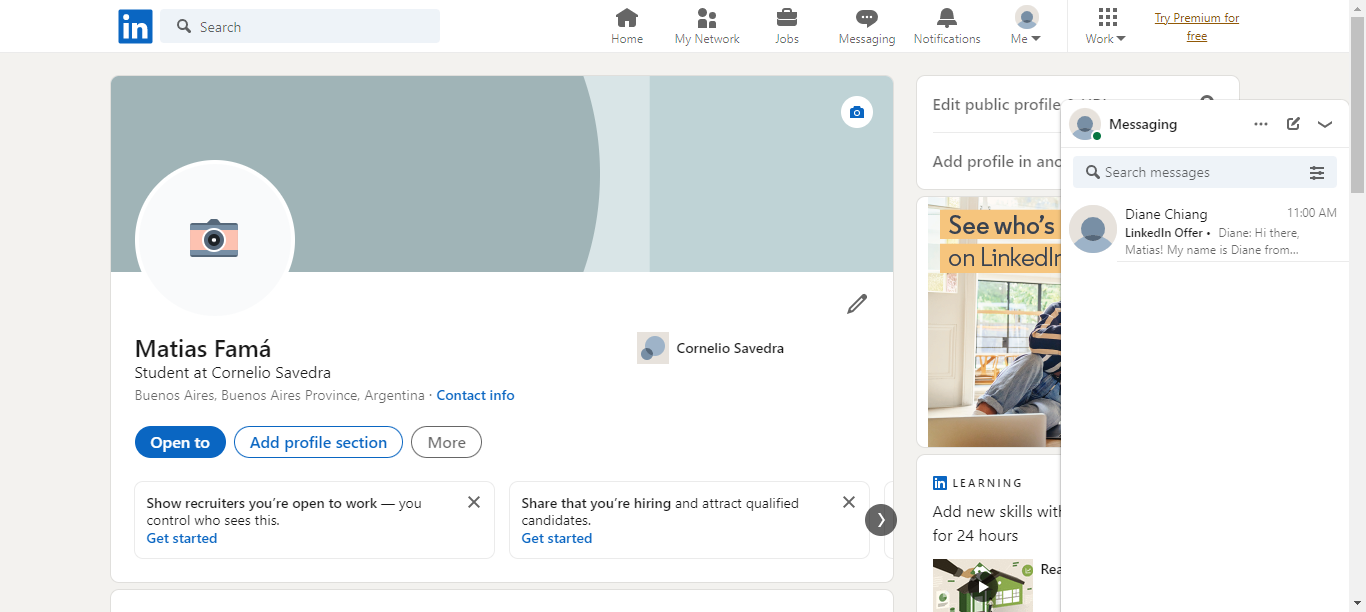 in
Search
Home
My Network
Jobs
Messaging
Notifications
Me
Work
Try Premium for
free
Matias Famá
Student at Cornelio Savedra
Buenos Aires, Buenos Aires Province, Argentina · Contact info
Cornelio Savedra
Open to
Add profile section
More
Show recruiters you’re open to work — you
control who sees this.
Get started
Share that you’re hiring and attract qualified
candidates.
Get started
Edit public profile
Add profile in
See who’s
on LinkedIn
in LEARNING
Add new skills with
for 24 hours
Messaging
Search messages
Diane Chiang
11:00 AM
LinkedIn Offer • Diane: Hi there,
Matias! My name is Diane from...